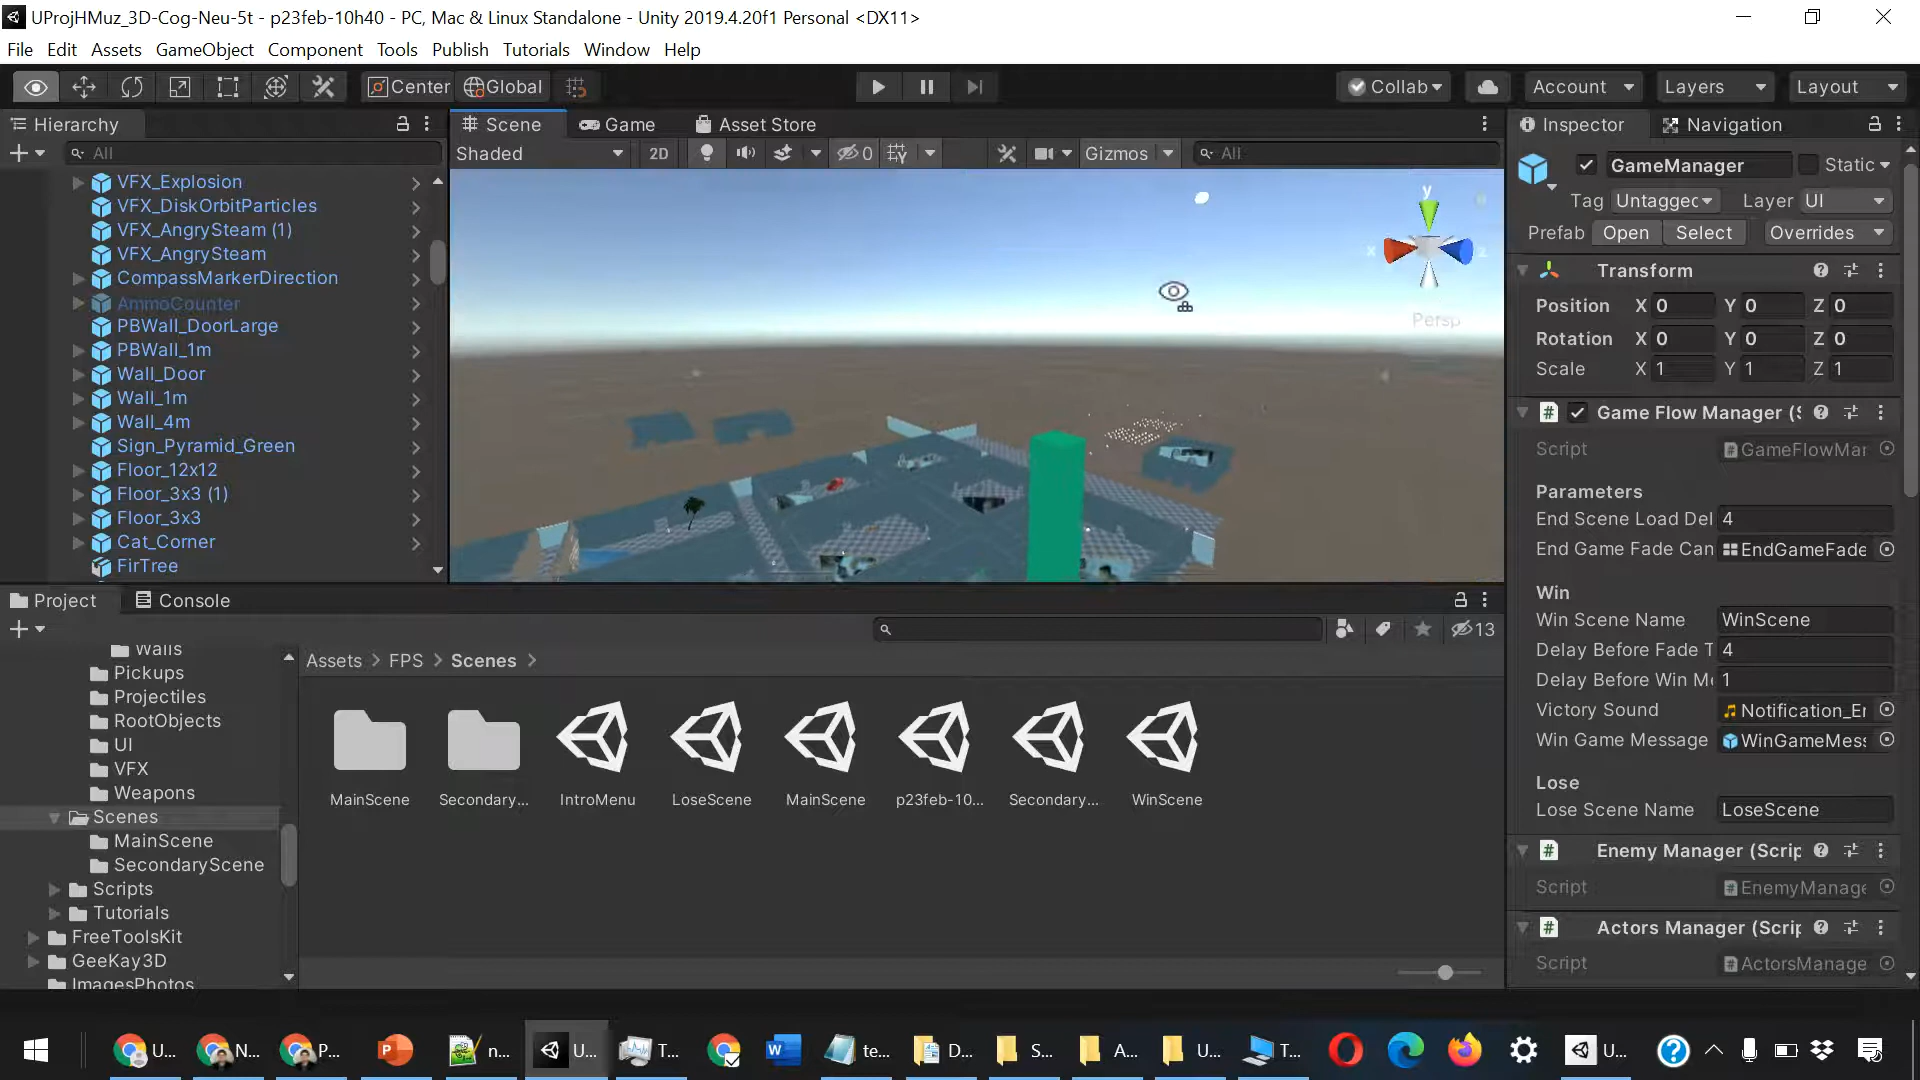 UProjHMuz_3D-Cog-Neu-5t - p23feb-10h40 - PC, Mac & Linux Standalone - Unity 2019.4.20f1 Personal <DX11>
File Edit Assets GameObject Component Tools Publish Tutorials Window Help
Center Global Collab Account Layers Layout
Hierarchy
All
VFX_Explosion
VFX_DiskOrbitParticles
VFX_AngrySteam (1)
VFX_AngrySteam
CompassMarkerDirection
AmmoCounter
PBWall_DoorLarge
PBWall_1m
Wall_Door
Wall_1m
Wall_4m
Sign_Pyramid_Green
Floor_12x12
Floor_3x3 (1)
Floor_3x3
Cat_Corner
FirTree
Scene Game Asset Store
Shaded 2D 0 Gizmos All
y
x z
Persp
Inspector Navigation
GameManager Static
Tag Untagged Layer UI
Prefab Open Select Overrides
Transform
Position X 0 Y 0 Z 0
Rotation X 0 Y 0 Z 0
Scale X 1 Y 1 Z 1
Game Flow Manager (S
Script GameFlowMar
Parameters
End Scene Load Del 4
End Game Fade Can EndGameFade
Win
Win Scene Name WinScene
Delay Before Fade T 4
Delay Before Win Me 1
Victory Sound Notification_Er
Win Game Message WinGameMess
Lose
Lose Scene Name LoseScene
Enemy Manager (Scrip
Script EnemyManage
Actors Manager (Scrip
Script ActorsManage
Project Console
13
Walls
Pickups
Projectiles
RootObjects
UI
VFX
Weapons
Scenes
MainScene
SecondaryScene
Scripts
Tutorials
FreeToolsKit
GeeKay3D
ImagesPhotos
Assets > FPS > Scenes >
MainScene Secondary... IntroMenu LoseScene MainScene p23feb-10... Secondary... WinScene
U... N... P... n... U... T... te... D... S... A... U... T... U...